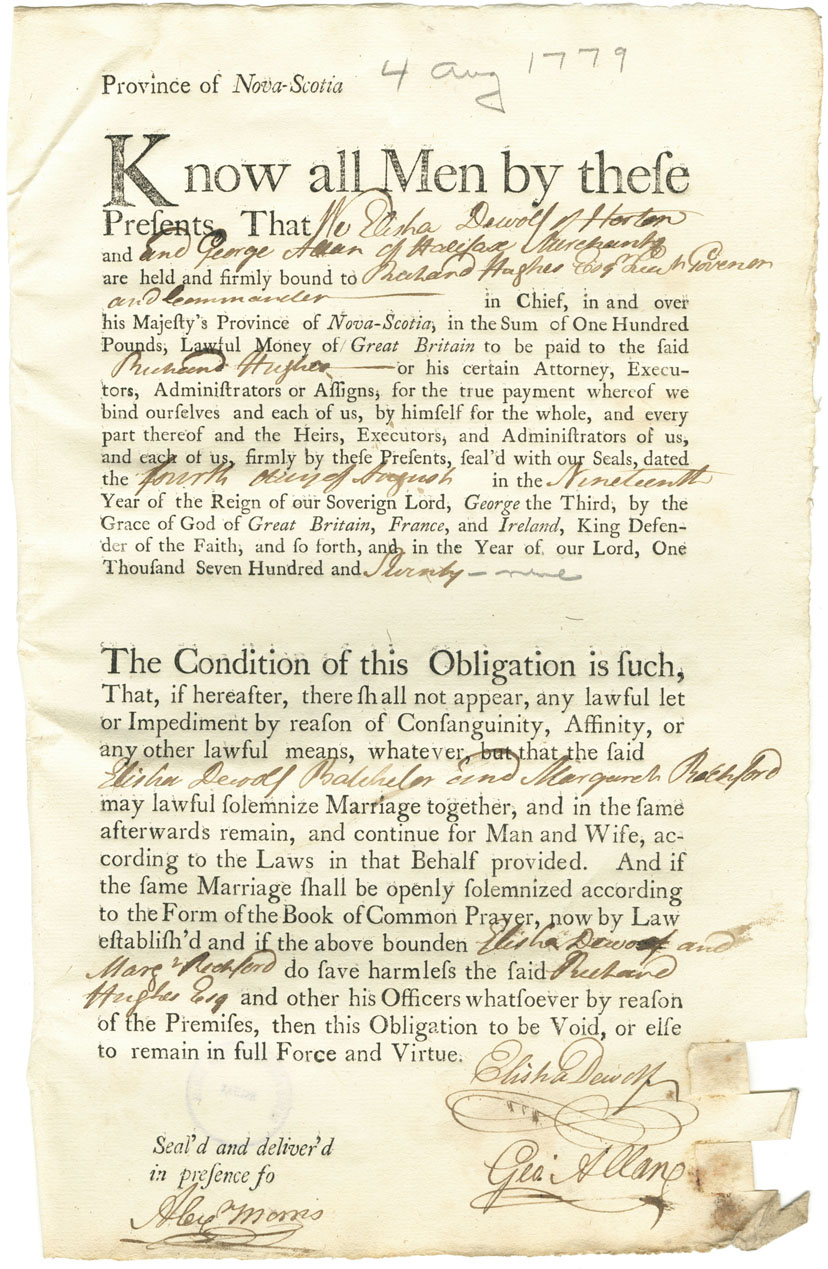 4 Aug 1779
Province of Nova-Scotia
Know all Men by theſe
Preſents, That We Elisha Dewolf of Horton
and And George Allan of Halifax Merchants
are held and firmly bound to Richard Hughes Esqr Lieut Governor
and Commander in Chief, in and over
his Majeſty's Province of Nova-Scotia, in the Sum of One Hundred
Pounds, Lawful Money of Great Britain to be paid to the ſaid
Richard Hughes or his certain Attorney, Execu-
tors, Adminiſtrators or Aſſigns, for the true payment whereof we
bind ourſelves and each of us, by himſelf for the whole, and every
part thereof and the Heirs, Executors, and Adminiſtrators of us,
and each of us, firmly by theſe Preſents, ſeal'd with our Seals, dated
the fourth day of August in the Nineteenth
Year of the Reign of our Soverign Lord, George the Third, by the
Grace of God of Great Britain, France, and Ireland, King Defen-
der of the Faith, and ſo forth, and in the Year of our Lord, One
Thouſand Seven Hundred and Seventy - nine
The Condition of this Obligation is ſuch,
That, if hereafter, there ſhall not appear, any lawful let
or Impediment by reaſon of Conſanguinity, Affinity, or
any other lawful means, whatever, but that the ſaid
Elisha Dewolf Batchelor and Margaret Ratchford
may lawful ſolemnize Marriage together, and in the ſame
afterwards remain, and continue for Man and Wife, ac-
cording to the Laws in that Behalf provided. And if
the ſame Marriage ſhall be openly ſolemnized according
to the Form of the Book of Common Prayer, now by Law
eſtabliſh'd and if the above bounden Elisha Dewolf and
Margt Ratchford do ſave harmleſs the ſaid Richard
Hughes Esq and other his Officers whatſoever by reaſon
of the Premiſes, then this Obligation to be Void, or elſe
to remain in full Force and Virtue.
Elisha Dewolf
Seal'd and deliver'd
in preſence fo
Geo: Allan
Alexr Morris